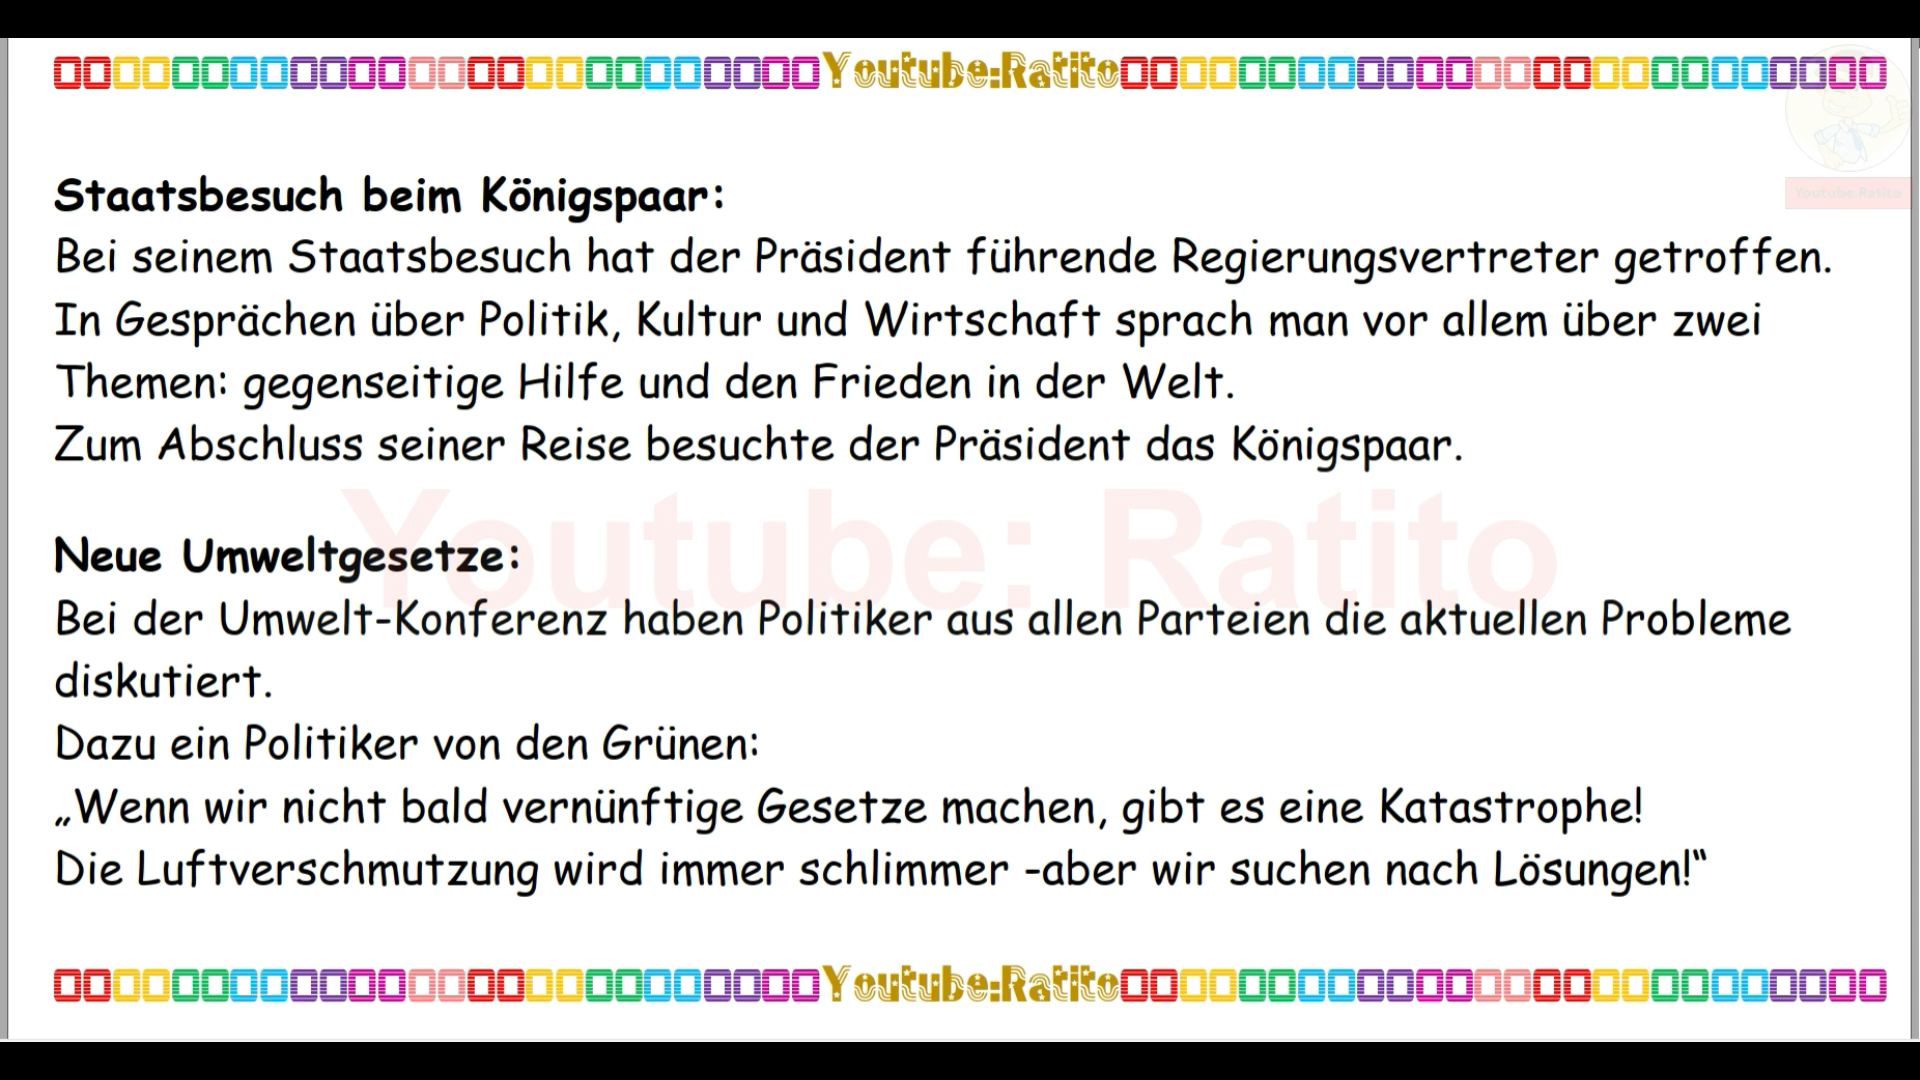 Youtube:Ratito
Youtube:Ratito
Staatsbesuch beim Königspaar:
Bei seinem Staatsbesuch hat der Präsident führende Regierungsvertreter getroffen.
In Gesprächen über Politik, Kultur und Wirtschaft sprach man vor allem über zwei
Themen: gegenseitige Hilfe und den Frieden in der Welt.
Zum Abschluss seiner Reise besuchte der Präsident das Königspaar.
Youtube: Ratito
Neue Umweltgesetze:
Bei der Umwelt-Konferenz haben Politiker aus allen Parteien die aktuellen Probleme
diskutiert.
Dazu ein Politiker von den Grünen:
„Wenn wir nicht bald vernünftige Gesetze machen, gibt es eine Katastrophe!
Die Luftverschmutzung wird immer schlimmer -aber wir suchen nach Lösungen!“
Youtube:Ratito